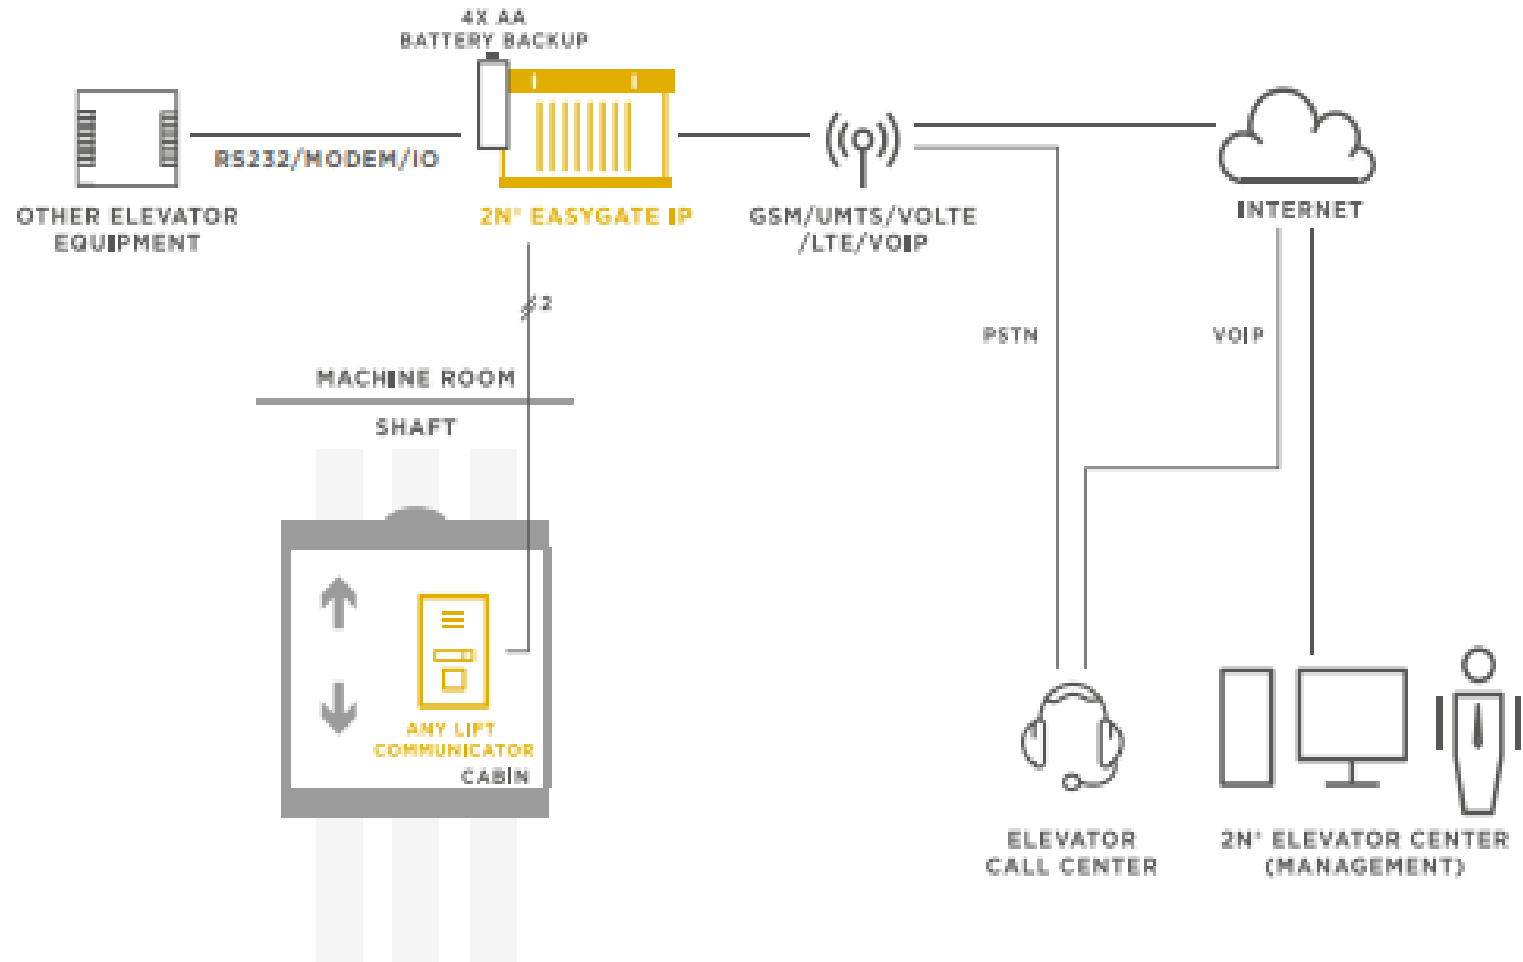 4X AA
BATTERY BACKUP
RS232/MODEM/IO
OTHER ELEVATOR
EQUIPMENT
2N® EASYGATE IP
GSM/UMTS/VOLTE
/LTE/VOIP
INTERNET
2
PSTN
VOIP
MACHINE ROOM
SHAFT
ANY LIFT
COMMUNICATOR
CABIN
ELEVATOR
CALL CENTER
2N® ELEVATOR CENTER
(MANAGEMENT)